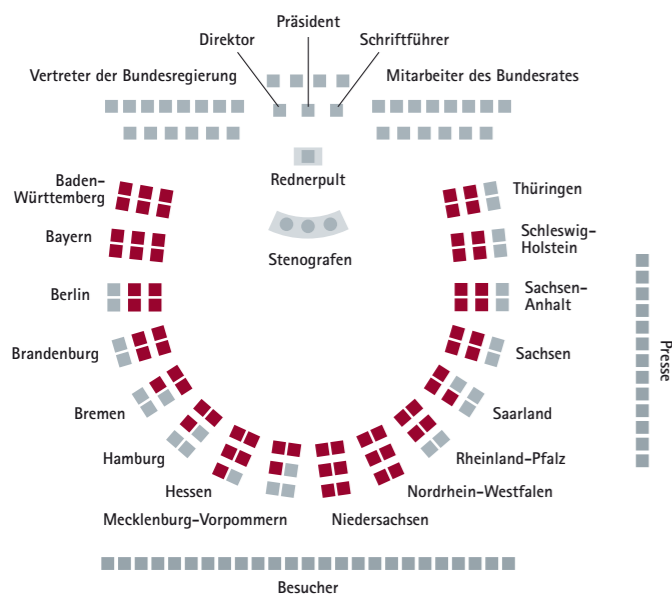 Präsident
Direktor
Schriftführer
Vertreter der Bundesregierung
Mitarbeiter des Bundesrates
Rednerpult
Stenografen
Baden-
Württemberg
Bayern
Berlin
Brandenburg
Bremen
Hamburg
Hessen
Mecklenburg-Vorpommern
Niedersachsen
Nordrhein-Westfalen
Rheinland-Pfalz
Saarland
Sachsen
Sachsen-
Anhalt
Schleswig-
Holstein
Thüringen
Presse
Besucher